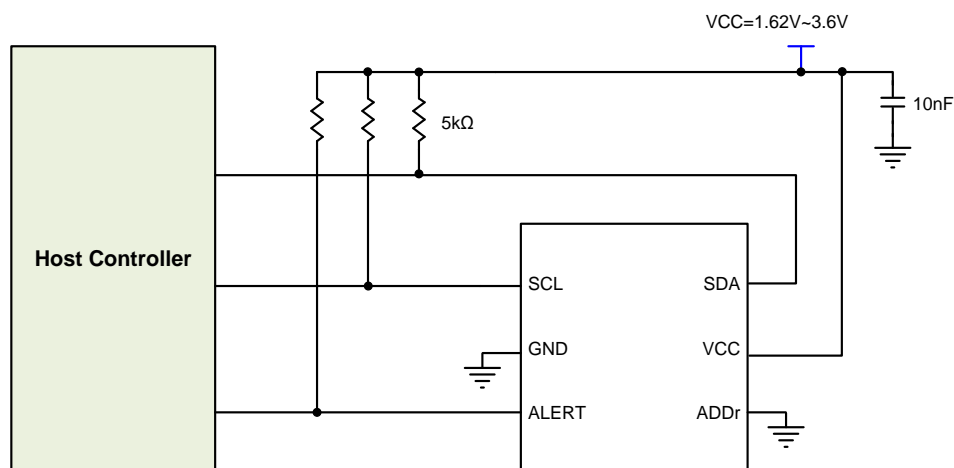 VCC=1.62V~3.6V
10nF
5kΩ
Host Controller
SCL
SDA
GND
VCC
ALERT
ADDr